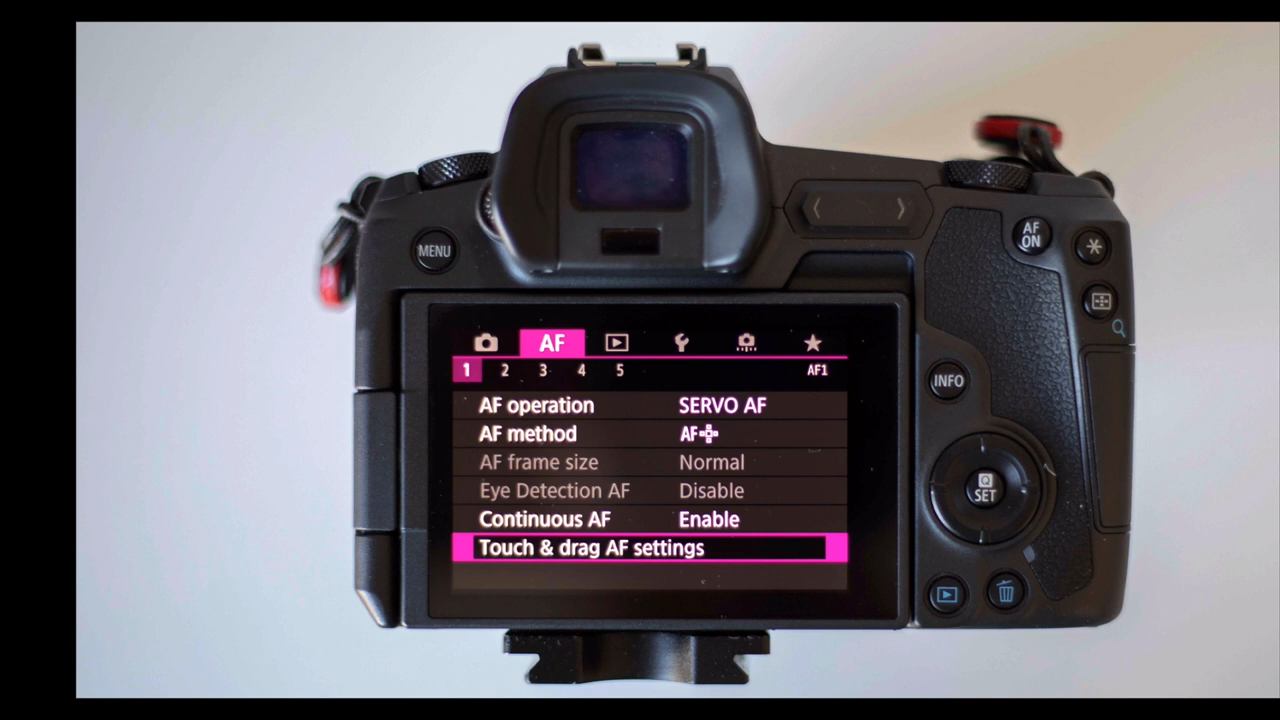 MENU
AF
ON
AF
1 2 3 4 5 AF1
AF operation SERVO AF
AF method AF
AF frame size Normal
Eye Detection AF Disable
Continuous AF Enable
Touch & drag AF settings
INFO
Q
SET